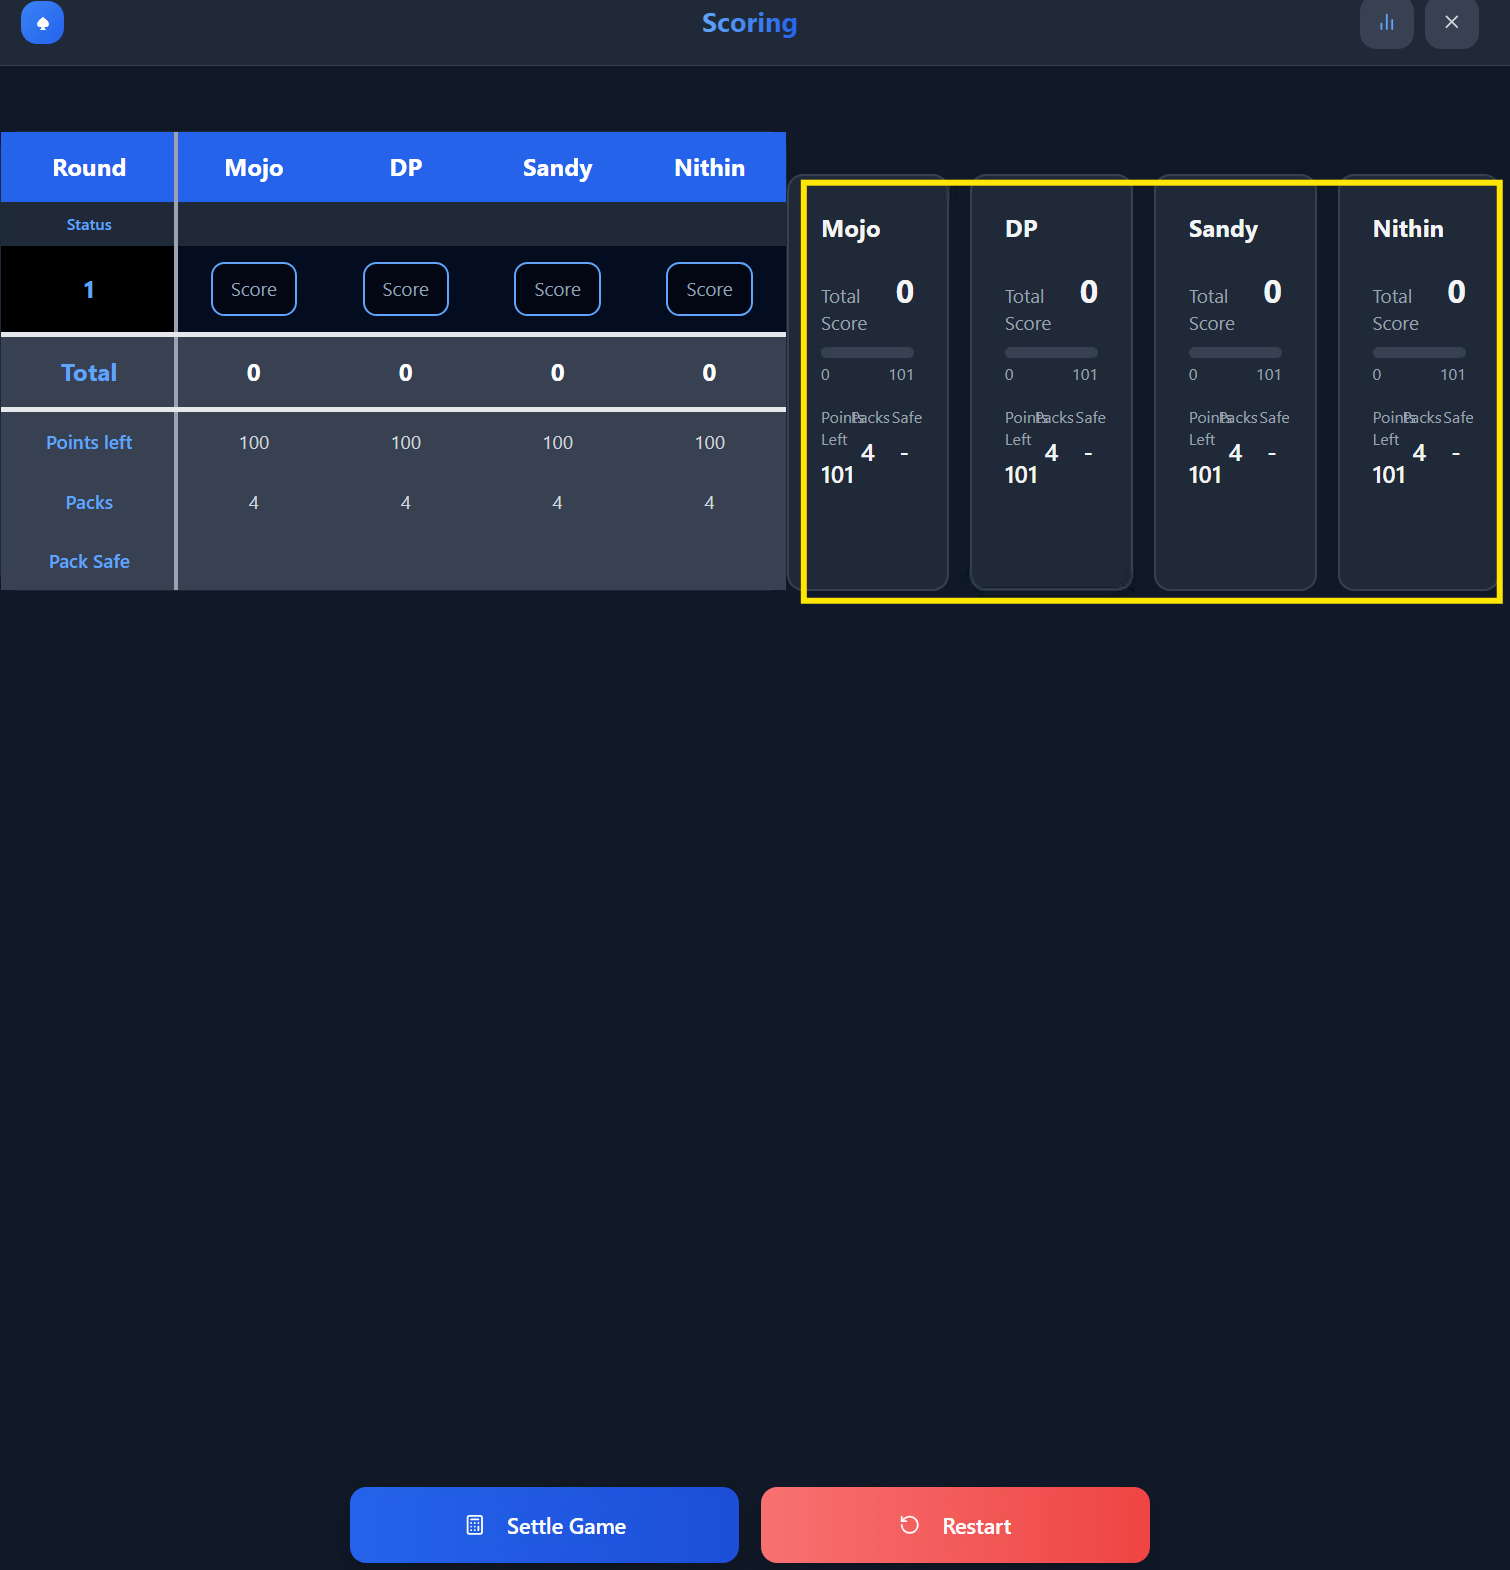 Scoring
Round Mojo DP Sandy Nithin
Status
1 Score Score Score Score
Total 0 0 0 0
Points left 100 100 100 100
Packs 4 4 4 4
Pack Safe
Mojo
Total Score 0
0 101
Points Left Packs Safe
101 4 -
DP
Total Score 0
0 101
Points Left Packs Safe
101 4 -
Sandy
Total Score 0
0 101
Points Left Packs Safe
101 4 -
Nithin
Total Score 0
0 101
Points Left Packs Safe
101 4 -
Settle Game
Restart